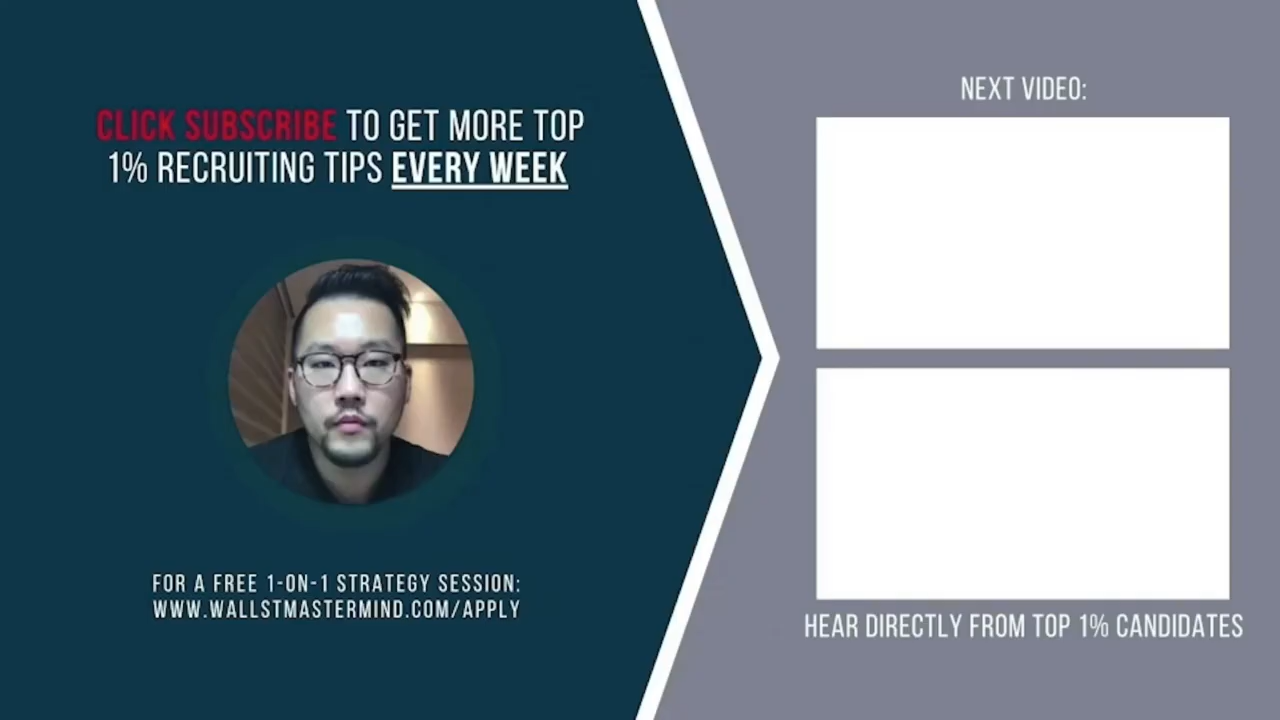 CLICK SUBSCRIBE TO GET MORE TOP
1% RECRUITING TIPS EVERY WEEK
FOR A FREE 1-ON-1 STRATEGY SESSION:
WWW.WALLSTMASTERMIND.COM/APPLY
NEXT VIDEO:
HEAR DIRECTLY FROM TOP 1% CANDIDATES